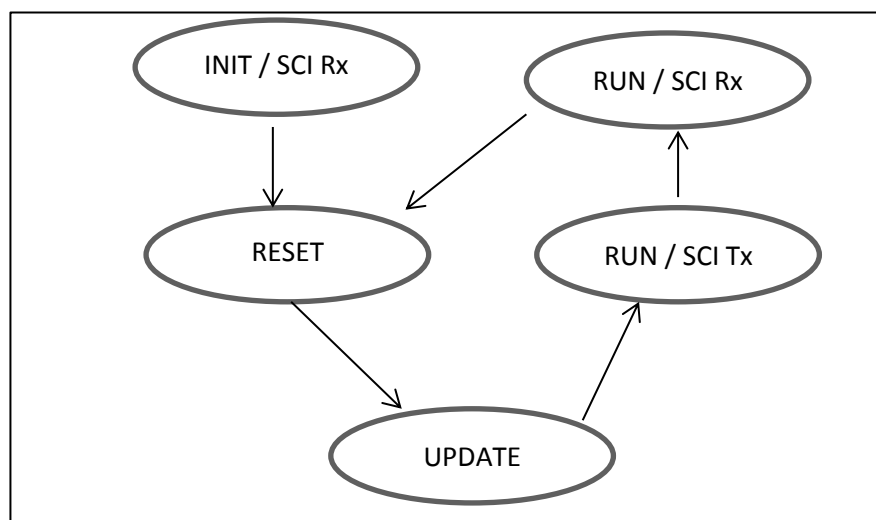 INIT / SCI Rx
RUN / SCI Rx
RESET
RUN / SCI Tx
UPDATE